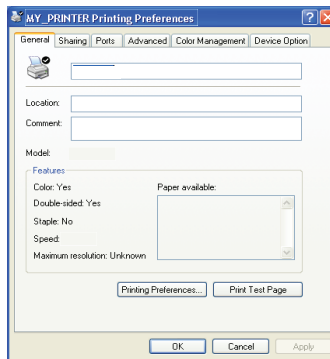 MY_PRINTER Printing Preferences
General Sharing Ports Advanced Color Management Device Option
Location:
Comment:
Model:
Features
Color: Yes Paper available:
Double-sided: Yes
Staple: No
Speed:
Maximum resolution: Unknown
Printing Preferences... Print Test Page
OK Cancel Apply